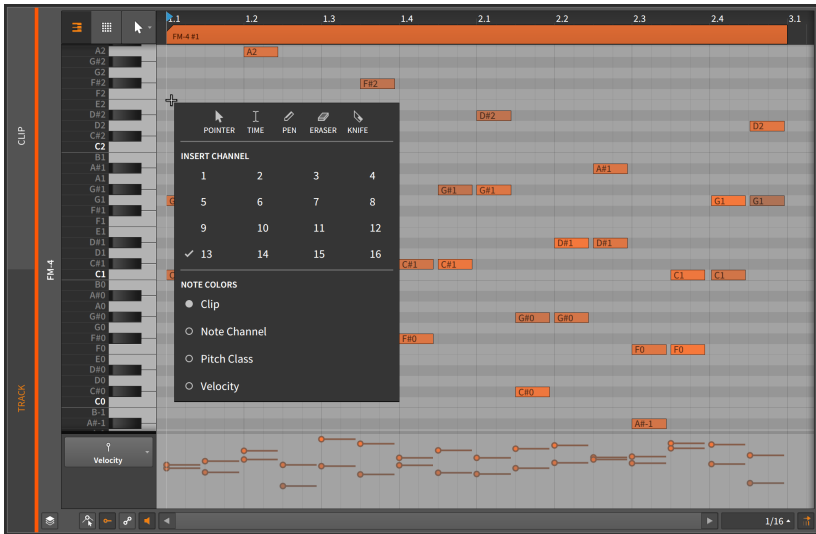 1.1 1.2 1.4 2.1 2.2 2.3 2.4 3.1
FM-4 #1
CLIP
FM-4
TRACK
A2
G#2
G2
F#2
F2
E2
D#2
D2
C#2
C2
B1
A#1
A1
G#1
G1
F#1
F1
E1
D#1
D1
C#1
C1
B0
A#0
A0
G#0
G0
F#0
F0
E0
D#0
D0
C#0
C0
B-1
A#-1
A2
F#2
D#2
D2
A#1
G#1 G#1
G G1 G1
D#1 D#1
C#1 C#1
C C1 C1
G#0 G#0
F#0
F0 F0
C#0
A#-1
POINTER TIME PEN ERASER KNIFE
INSERT CHANNEL
1 2 3 4
5 6 7 8
9 10 11 12
13 14 15 16
NOTE COLORS
Clip
Note Channel
Pitch Class
Velocity
Velocity
1/16